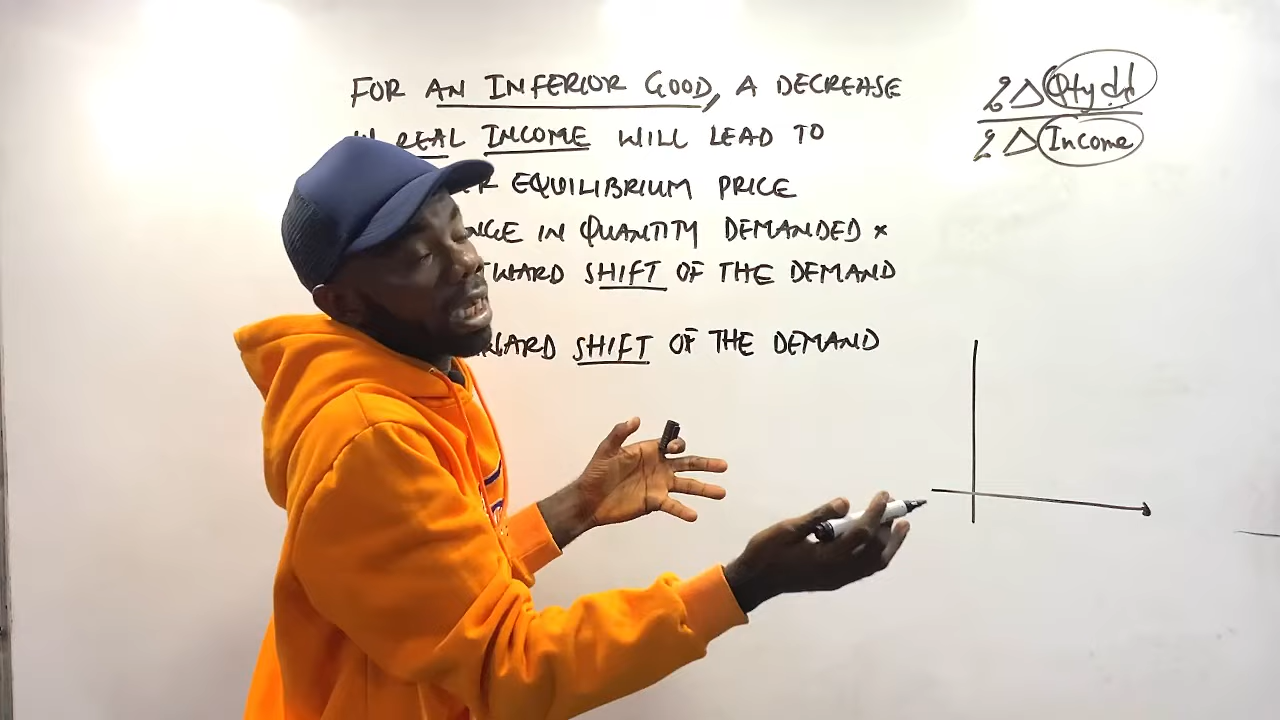 FOR AN INFERIOR GOOD, A DECREASE
REAL INCOME WILL LEAD TO
EQUILIBRIUM PRICE
IN QUANTITY DEMANDED ×
SHIFT OF THE DEMAND
SHIFT OF THE DEMAND
% Δ Qty dd
% Δ Income